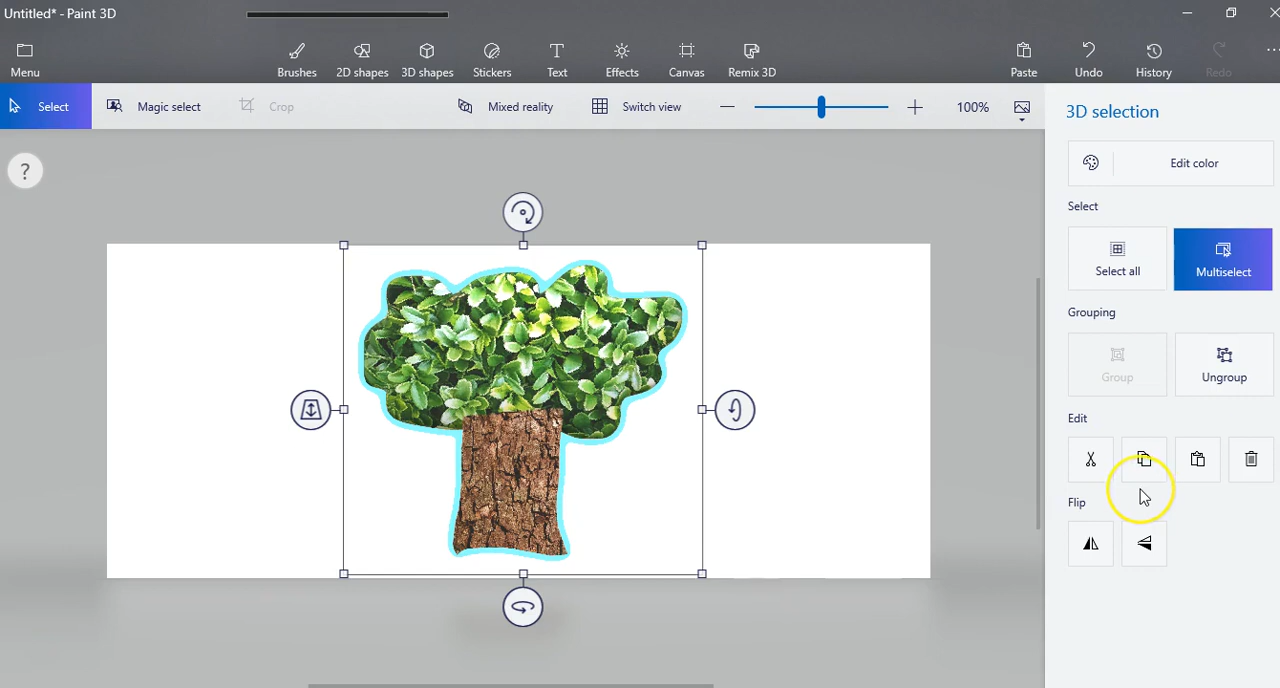 Untitled* - Paint 3D
Menu
Brushes
2D shapes
3D shapes
Stickers
Text
Effects
Canvas
Remix 3D
Paste
Undo
History
Redo
Select
Magic select
Crop
Mixed reality
Switch view
100%
?
3D selection
Edit color
Select
Select all
Multiselect
Grouping
Group
Ungroup
Edit
Flip